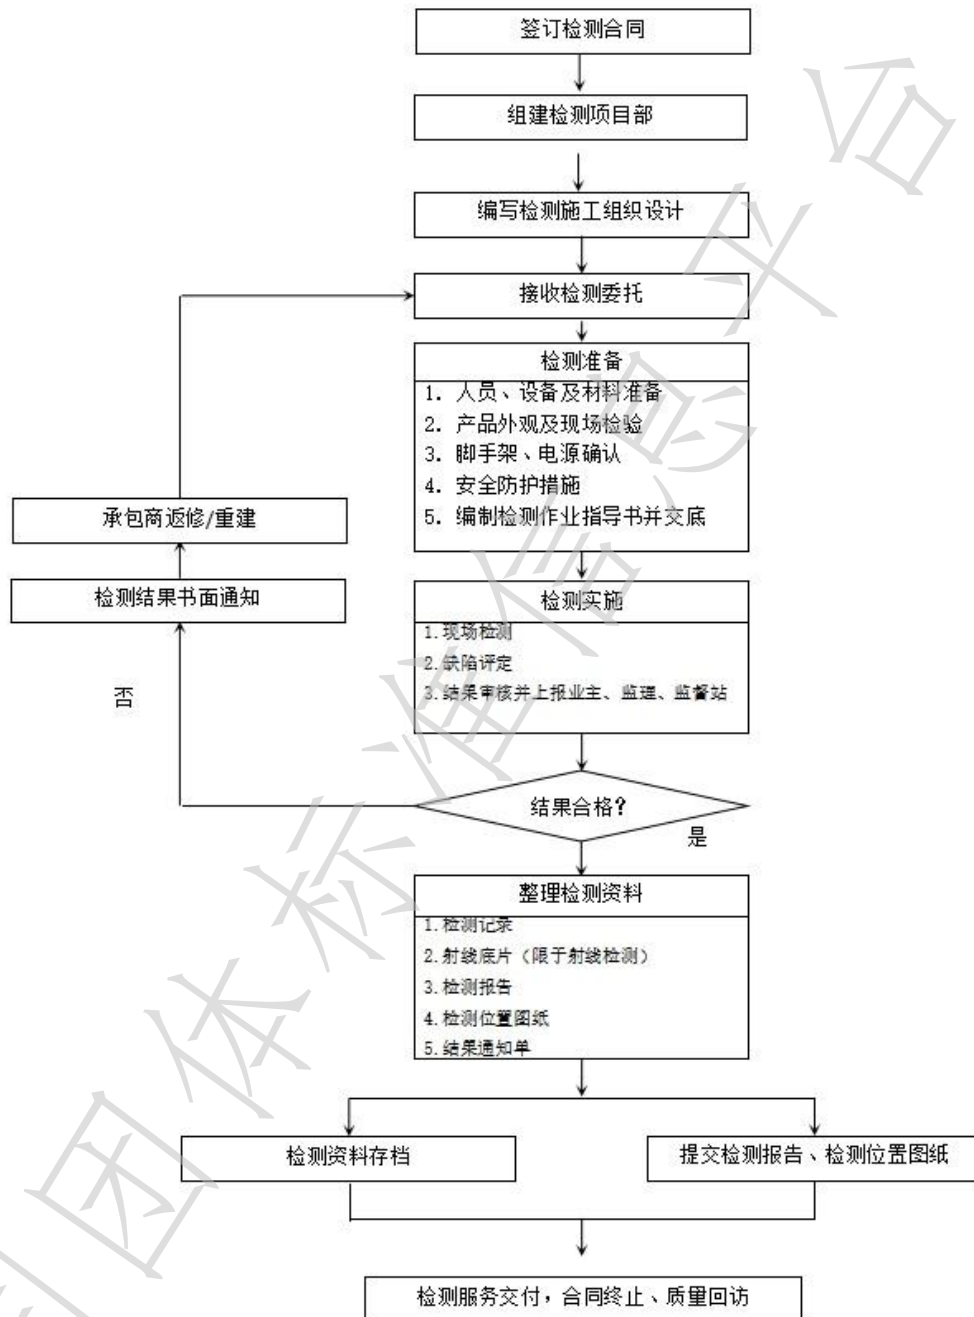 签订检测合同
组建检测项目部
编写检测施工组织设计
接收检测委托
检测准备
1. 人员、设备及材料准备
2. 产品外观及现场检验
3. 脚手架、电源确认
4. 安全防护措施
5. 编制检测作业指导书并交底
承包商返修/重建
检测结果书面通知
检测实施
1.现场检测
2.缺陷评定
3.结果审核并上报业主、监理、监督站
否
结果合格?
是
整理检测资料
1.检测记录
2.射线底片（限于射线检测）
3.检测报告
4.检测位置图纸
5.结果通知单
检测资料存档
提交检测报告、检测位置图纸
检测服务交付，合同终止、质量回访
团体标准信息平台